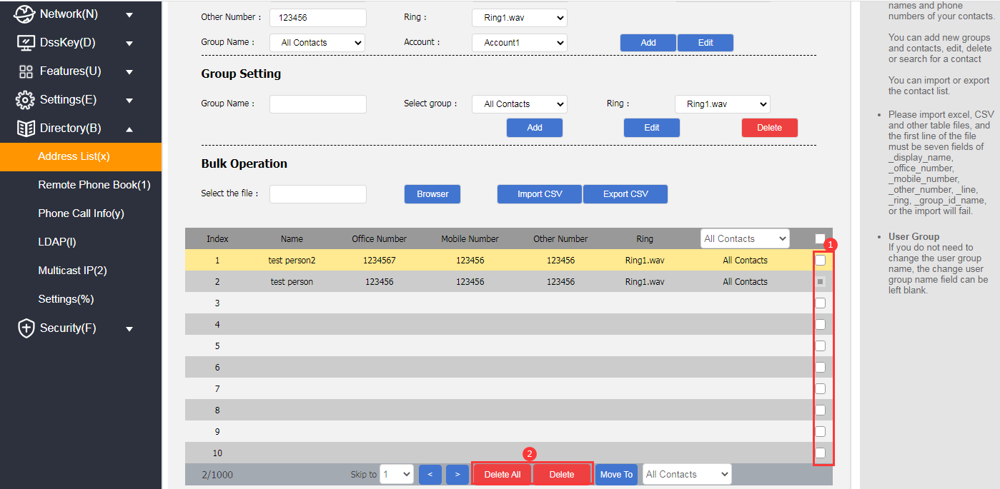 Network(N)
DssKey(D)
Features(U)
Settings(E)
Directory(B)
Address List(x)
Remote Phone Book(1)
Phone Call Info(y)
LDAP(I)
Multicast IP(2)
Settings(%)
Security(F)
Other Number : 123456 Ring : Ring1.wav
Group Name : All Contacts Account : Account1 Add Edit
Group Setting
Group Name : Select group : All Contacts Ring : Ring1.wav
Add Edit Delete
Bulk Operation
Select the file : Browser Import CSV Export CSV
Index Name Office Number Mobile Number Other Number Ring All Contacts
1
1 test person2 1234567 123456 123456 Ring1.wav All Contacts
2 test person 123456 123456 123456 Ring1.wav All Contacts
3
4
5
6
7
8
9
10
2
2/1000 Skip to 1 < > Delete All Delete Move To All Contacts
names and phone
numbers of your contacts.
You can add new groups
and contacts, edit, delete
or search for a contact
You can import or export
the contact list.
• Please import excel, CSV
and other table files, and
the first line of the file
must be seven fields of
_display_name,
_office_number,
_mobile_number,
_other_number, _line,
_ring, _group_id_name,
or the import will fail.
• User Group
If you do not need to
change the user group
name, the change user
group name field can be
left blank.